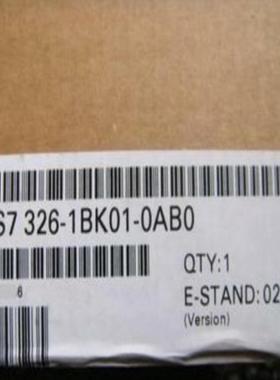 S7 326-1BK01-0AB0
QTY:1
6
E-STAND:02
(Version)